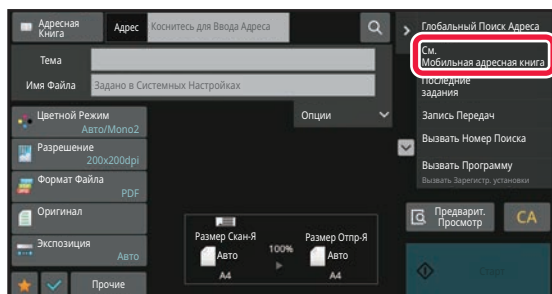 Адресная
Книга
Адрес
Коснитесь для Ввода Адреса
Глобальный Поиск Адреса
Тема
См.
Мобильная адресная книга
Имя Файла
Задано в Системных Настройках
Последние
задания
Цветной Режим
Авто/Mono2
Опции
Запись Передач
Разрешение
200x200dpi
Вызвать Номер Поиска
Формат Файла
PDF
Вызвать Программу
Вызвать Зарегистр. установки
Оригинал
Предварит.
Просмотр
CA
Экспозиция
Авто
Размер Скан-Я
100%
Размер Отпр-Я
Авто
Авто
A4
A4
Прочие
Старт